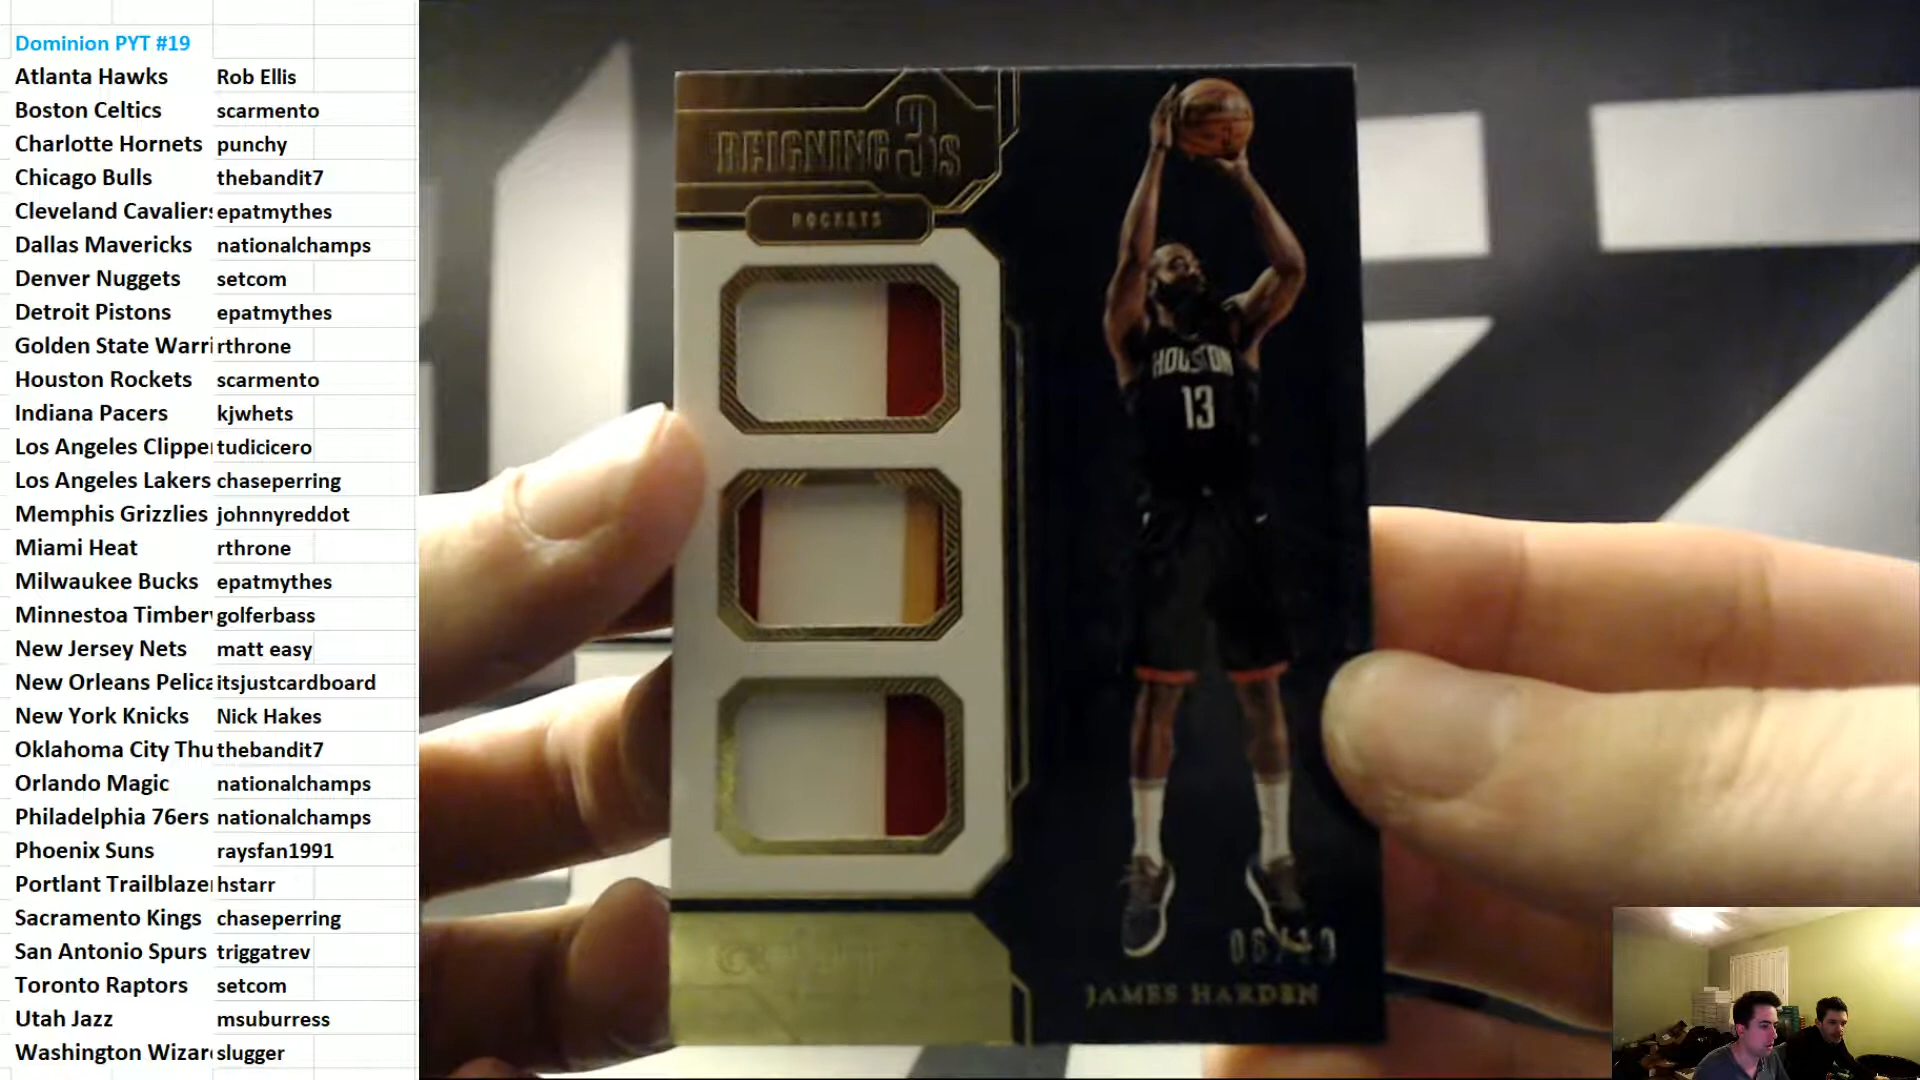 Dominion PYT #19
Atlanta Hawks Rob Ellis
Boston Celtics scarmento
Charlotte Hornets punchy
Chicago Bulls thebandit7
Cleveland Cavaliers epatmythes
Dallas Mavericks nationalchamps
Denver Nuggets setcom
Detroit Pistons epatmythes
Golden State Warri rthrone
Houston Rockets scarmento
Indiana Pacers kjwhets
Los Angeles Clipper tudicicero
Los Angeles Lakers chaseperring
Memphis Grizzlies johnnyreddot
Miami Heat rthrone
Milwaukee Bucks epatmythes
Minnestoa Timberw golferbass
New Jersey Nets matt easy
New Orleans Pelica itsjustcardboard
New York Knicks Nick Hakes
Oklahoma City Thu thebandit7
Orlando Magic nationalchamps
Philadelphia 76ers nationalchamps
Phoenix Suns raysfan1991
Portlant Trailblazer hstarr
Sacramento Kings chaseperring
San Antonio Spurs triggatrev
Toronto Raptors setcom
Utah Jazz msuburress
Washington Wizar slugger
REIGNING 3s
ROCKETS
HOUSTON
13
JAMES HARDEN